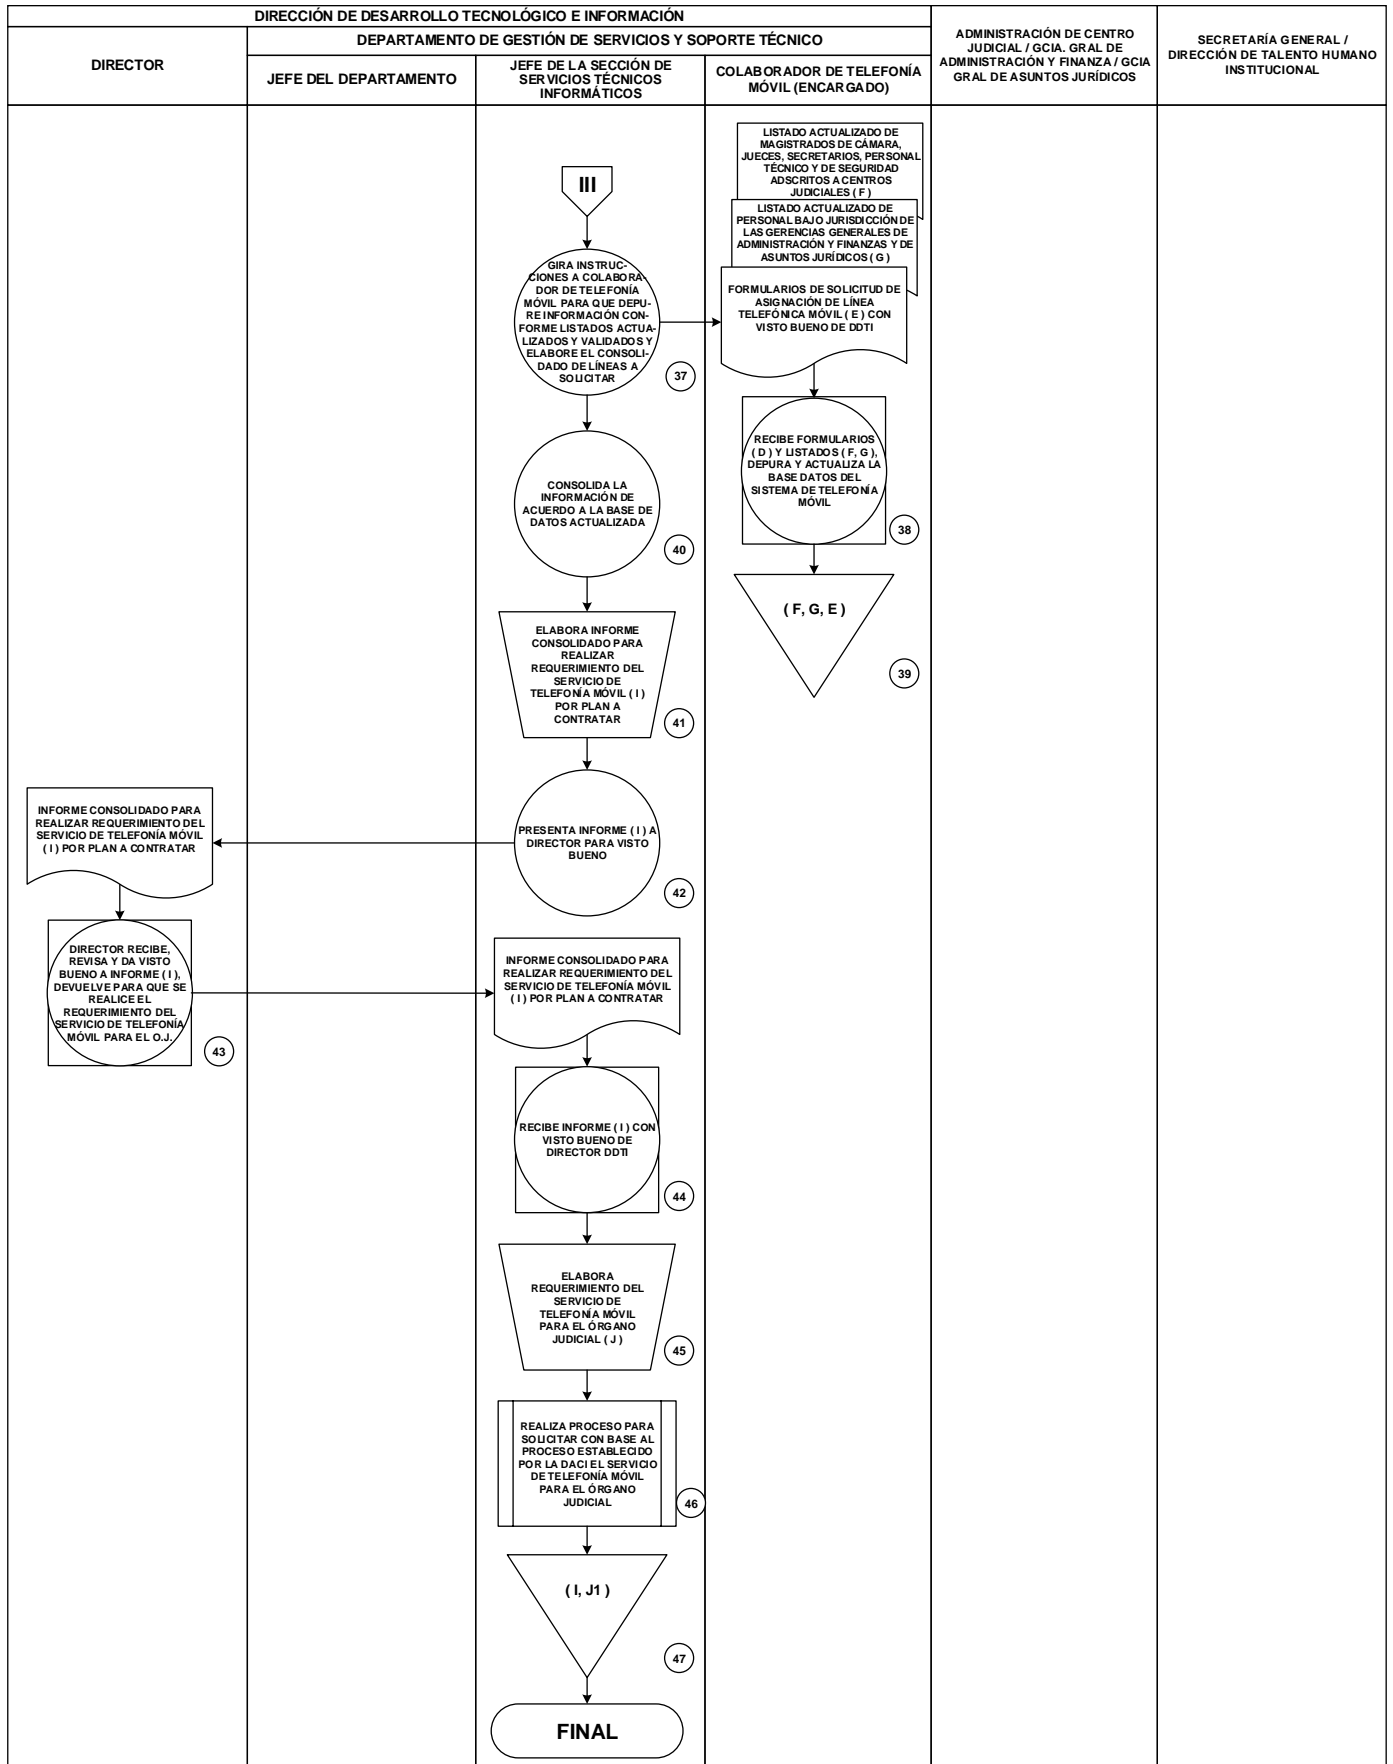 DIRECCIÓN DE DESARROLLO TECNOLÓGICO E INFORMACIÓN
DIRECTOR
DEPARTAMENTO DE GESTIÓN DE SERVICIOS Y SOPORTE TÉCNICO
JEFE DEL DEPARTAMENTO
JEFE DE LA SECCIÓN DE
SERVICIOS TÉCNICOS
INFORMÁTICOS
COLABORADOR DE TELEFONÍA
MÓVIL (ENCARGADO)
ADMINISTRACIÓN DE CENTRO
JUDICIAL / GCIA. GRAL DE
ADMINISTRACIÓN Y FINANZA / GCIA
GRAL DE ASUNTOS JURÍDICOS
SECRETARÍA GENERAL /
DIRECCIÓN DE TALENTO HUMANO
INSTITUCIONAL
III
LISTADO ACTUALIZADO DE
MAGISTRADOS DE CÁMARA,
JUECES, SECRETARIOS, PERSONAL
TÉCNICO Y DE SEGURIDAD
ADSCRITOS A CENTROS
JUDICIALES ( F )
LISTADO ACTUALIZADO DE
PERSONAL BAJO JURISDICCIÓN DE
LAS GERENCIAS GENERALES DE
ADMINISTRACIÓN Y FINANZAS Y DE
ASUNTOS JURÍDICOS ( G )
FORMULARIOS DE SOLICITUD DE
ASIGNACIÓN DE LÍNEA
TELEFÓNICA MÓVIL ( E ) CON
VISTO BUENO DE DDTI
GIRA INSTRUC-
CIONES A COLABORA-
DOR DE TELEFONÍA
MÓVIL PARA QUE DEPU-
RE INFORMACIÓN CON-
FORME LISTADOS ACTUA-
LIZADOS Y VALIDADOS Y
ELABORE EL CONSOLI-
DADO DE LÍNEAS A
SOLICITAR
37
RECIBE FORMULARIOS
( D ) Y LISTADOS ( F, G ),
DEPURA Y ACTUALIZA LA
BASE DATOS DEL
SISTEMA DE TELEFONÍA
MÓVIL
38
CONSOLIDA LA
INFORMACIÓN DE
ACUERDO A LA BASE DE
DATOS ACTUALIZADA
40
( F, G, E )
39
ELABORA INFORME
CONSOLIDADO PARA
REALIZAR
REQUERIMIENTO DEL
SERVICIO DE
TELEFONÍA MÓVIL ( I )
POR PLAN A
CONTRATAR
41
INFORME CONSOLIDADO PARA
REALIZAR REQUERIMIENTO DEL
SERVICIO DE TELEFONÍA MÓVIL
( I ) POR PLAN A CONTRATAR
PRESENTA INFORME ( I ) A
DIRECTOR PARA VISTO
BUENO
42
DIRECTOR RECIBE,
REVISA Y DA VISTO
BUENO A INFORME ( I ),
DEVUELVE PARA QUE SE
REALICE EL
REQUERIMIENTO DEL
SERVICIO DE TELEFONÍA
MÓVIL PARA EL O.J.
43
INFORME CONSOLIDADO PARA
REALIZAR REQUERIMIENTO DEL
SERVICIO DE TELEFONÍA MÓVIL
( I ) POR PLAN A CONTRATAR
RECIBE INFORME ( I ) CON
VISTO BUENO DE
DIRECTOR DDTI
44
ELABORA
REQUERIMIENTO DEL
SERVICIO DE
TELEFONÍA MÓVIL
PARA EL ÓRGANO
JUDICIAL ( J )
45
REALIZA PROCESO PARA
SOLICITAR CON BASE AL
PROCESO ESTABLECIDO
POR LA DACI EL SERVICIO
DE TELEFONÍA MÓVIL
PARA EL ÓRGANO
JUDICIAL
46
( I, J1 )
47
FINAL